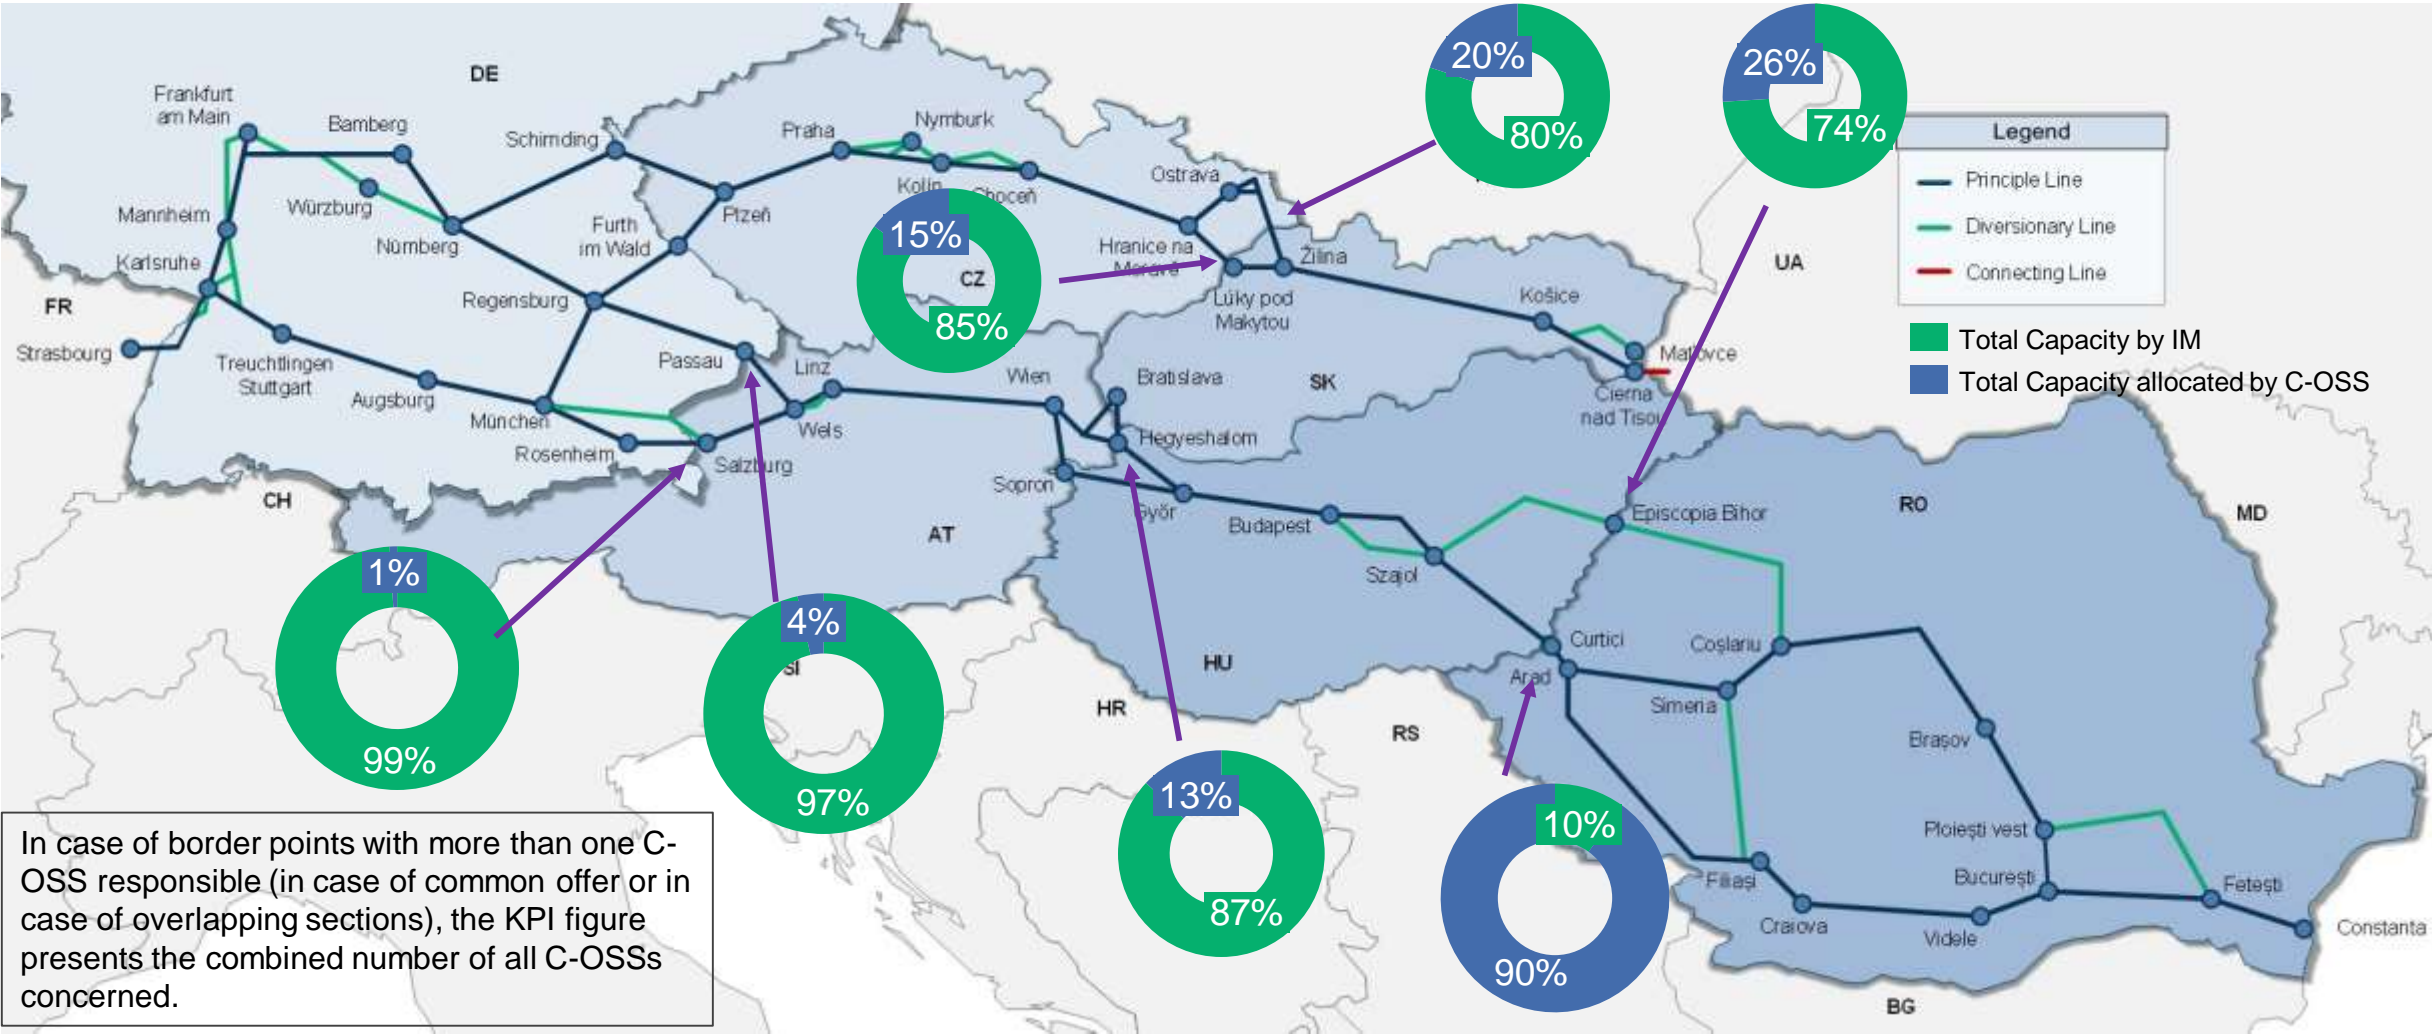 DE
Frankfurt
am Main
Bamberg
Schirnding
Praha
Nymburk
20%
80%
26%
74%
Legend
Principle Line
Diversionary Line
Connecting Line
Total Capacity by IM
Total Capacity allocated by C-OSS
Mannheim
Würzburg
Nürnberg
Furth
im Wald
Plzeň
Kolín
Choceň
Ostrava
Hranice na
Moravě
Karlsruhe
FR
Strasbourg
Regensburg
15%
85%
CZ
Lúky pod
Makytou
Žilina
UA
Košice
Maťovce
Čierna
nad Tisou
Treuchtlingen
Stuttgart
Augsburg
München
Rosenheim
Passau
Linz
Wels
Salzburg
Wien
Bratislava
SK
Hegyeshalom
Sopron
Győr
Budapest
Szajol
Episcopia Bihor
RO
MD
CH
AT
1%
99%
4%
97%
SI
HU
HR
RS
Curtici
Arad
Coşlariu
Simeria
Braşov
13%
87%
10%
90%
Ploieşti vest
Bucureşti
Feteşti
Filiaşi
Craiova
Videle
Constanta
BG
In case of border points with more than one C-
OSS responsible (in case of common offer or in
case of overlapping sections), the KPI figure
presents the combined number of all C-OSSs
concerned.